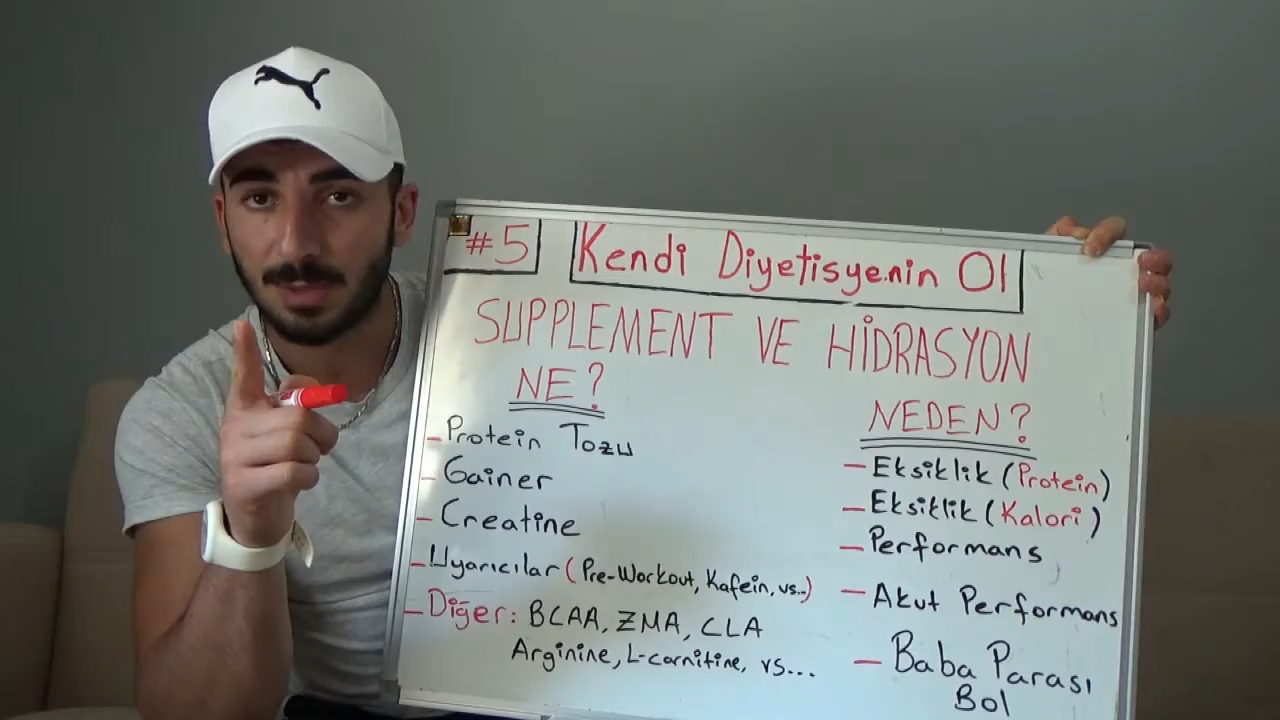 #5 Kendi Diyetisyenin Ol
SUPPLEMENT VE HİDRASYON
NE?
- Protein Tozu
- Gainer
- Creatine
- Uyarıcılar (Pre-Workout, Kafein, vs..)
- Diğer: BCAA, ZMA, CLA
Arginine, L-carnitine, vs...
NEDEN?
- Eksiklik (Protein)
- Eksiklik (Kalori)
- Performans
- Akut Performans
- Baba Parası
Bol